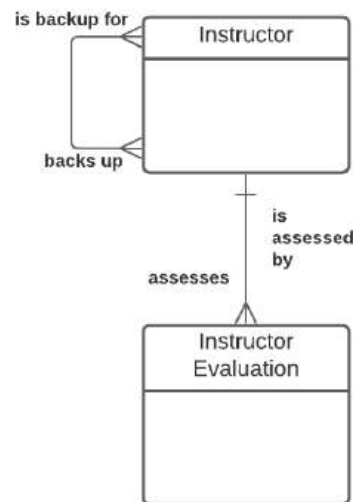 is backup for
Instructor
backs up
is
assessed
by
assesses
Instructor
Evaluation